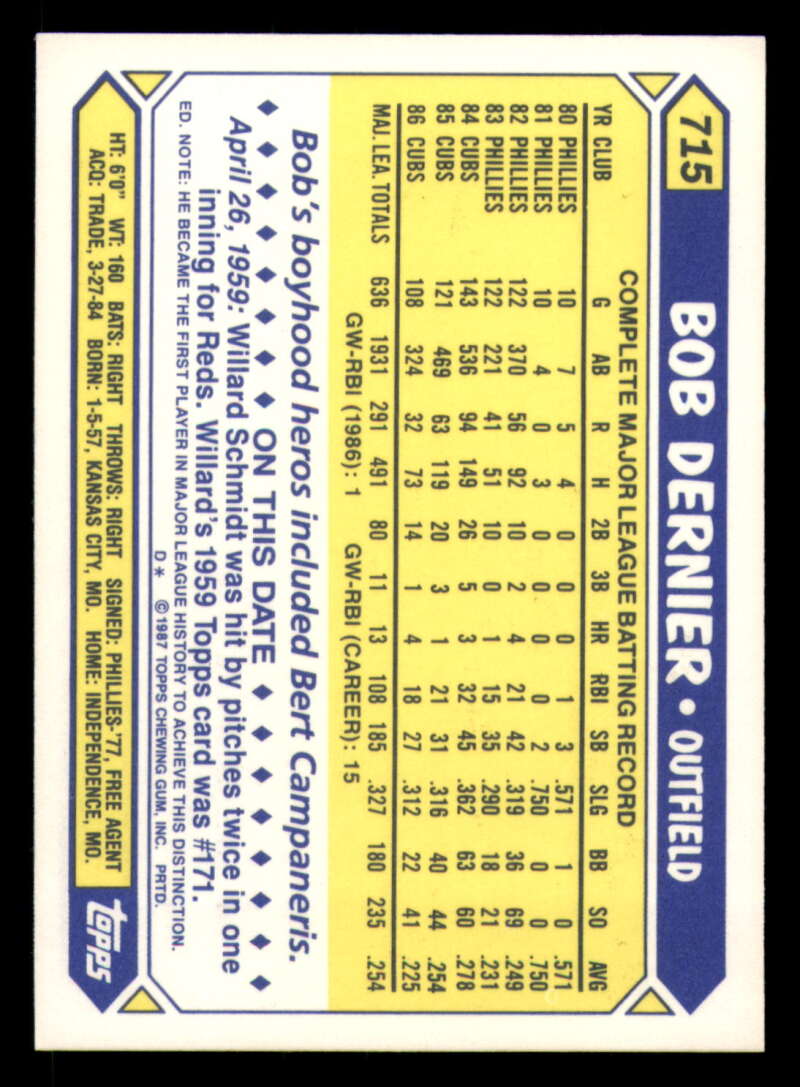 715 BOB DERNIER • OUTFIELD
COMPLETE MAJOR LEAGUE BATTING RECORD
YR CLUB G AB R H 2B 3B HR RBI SB SLG BB SO AVG
80 PHILLIES 10 7 5 4 0 0 0 1 3 .571 1 0 .571
81 PHILLIES 10 4 0 3 0 0 0 0 2 .750 0 0 .750
82 PHILLIES 122 370 56 92 10 2 4 21 42 .319 36 69 .249
83 PHILLIES 122 221 41 51 10 0 1 15 35 .290 18 21 .231
84 CUBS 143 536 94 149 26 5 3 32 45 .362 63 60 .278
85 CUBS 121 469 63 119 20 3 1 21 31 .316 40 44 .254
86 CUBS 108 324 32 73 14 1 4 18 27 .312 22 41 .225
MAJ. LEA. TOTALS 636 1931 291 491 80 11 13 108 185 .327 180 235 .254
GW-RBI (1986): 1 GW-RBI (CAREER): 15
Bob's boyhood heros included Bert Campaneris.
ON THIS DATE
April 26, 1959: Willard Schmidt was hit by pitches twice in one
inning for Reds. Willard's 1959 Topps card was #171.
ED. NOTE: HE BECAME THE FIRST PLAYER IN MAJOR LEAGUE HISTORY TO ACHIEVE THIS DISTINCTION.
D* ©1987 TOPPS CHEWING GUM, INC. PRTD.
HT: 6'0" WT: 160 BATS: RIGHT THROWS: RIGHT SIGNED: PHILLIES-'77, FREE AGENT
ACQ: TRADE, 3-27-84 BORN: 1-5-57, KANSAS CITY, MO. HOME: INDEPENDENCE, MO.
topps